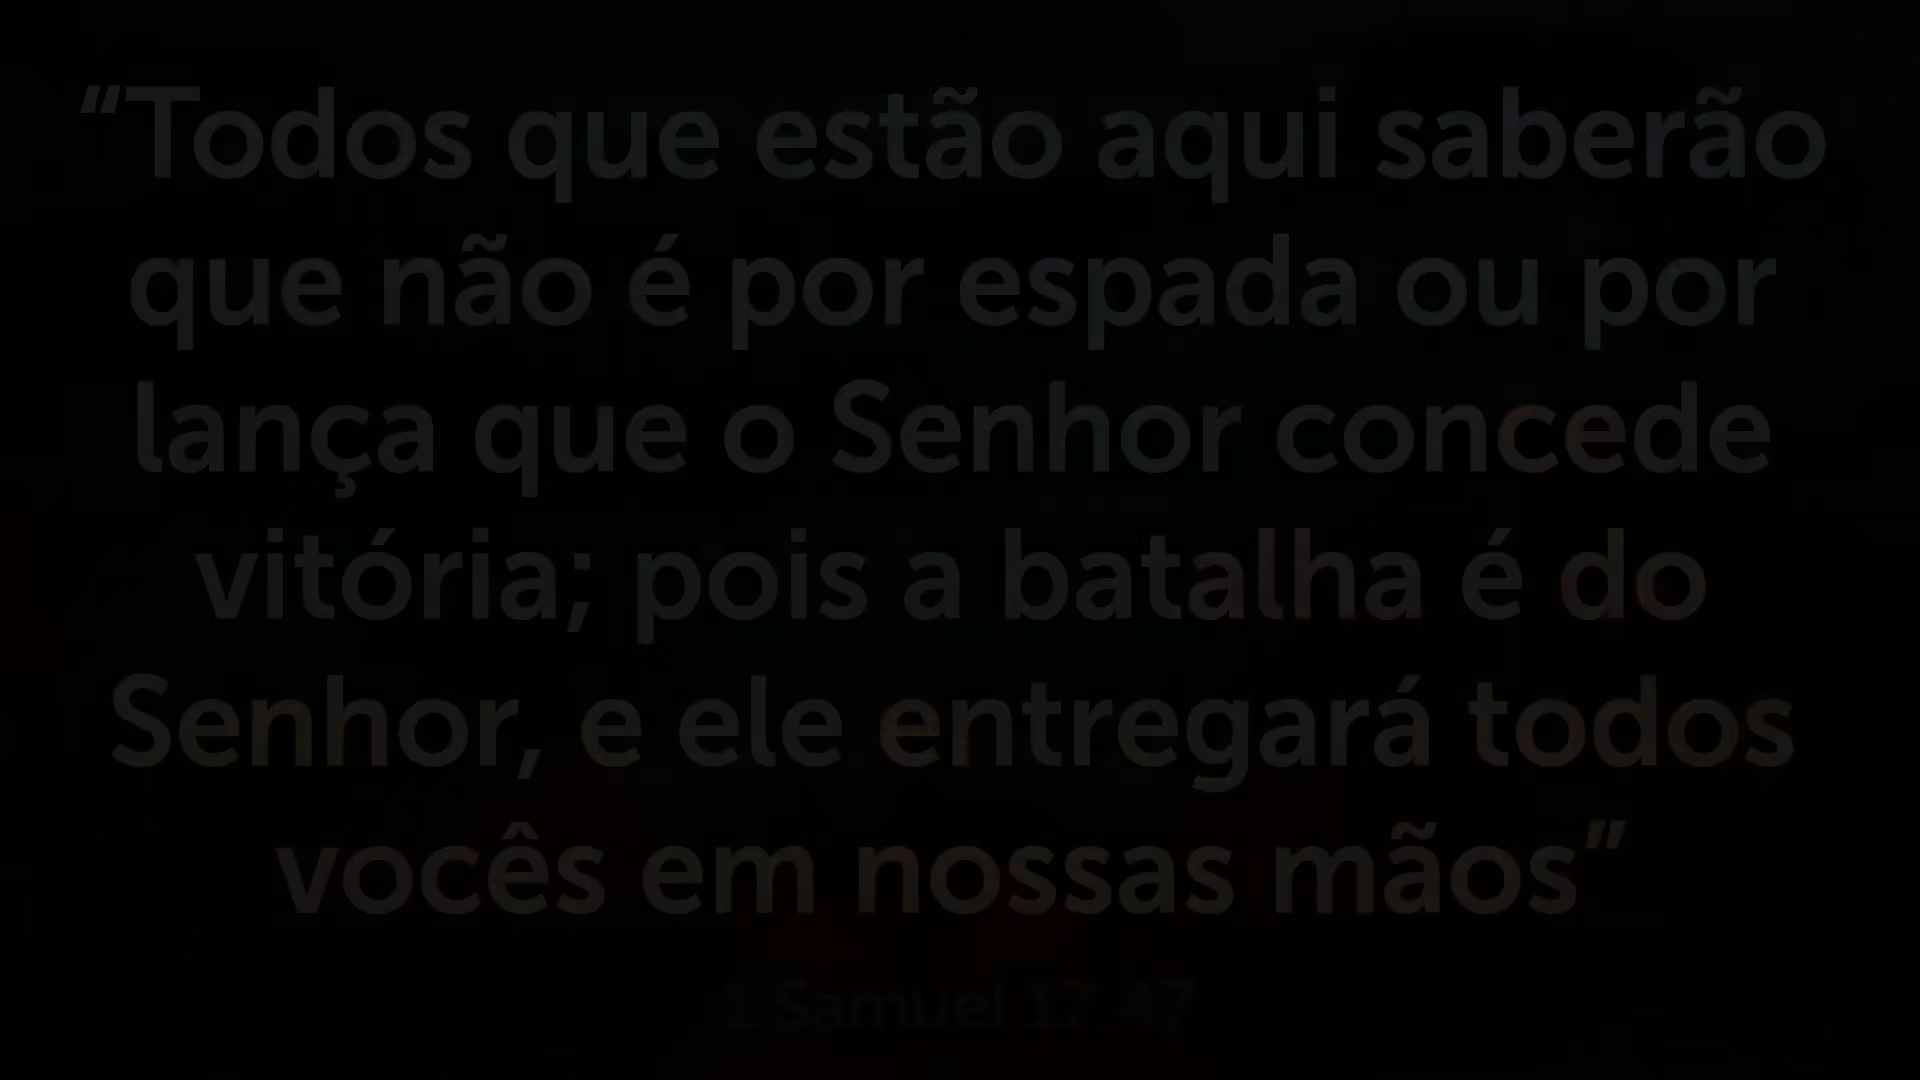 “Todos que estão aqui saberão
que não é por espada ou por
lança que o Senhor concede
vitória; pois a batalha é do
Senhor, e ele entregará todos
vocês em nossas mãos”
1 Samuel 17 47